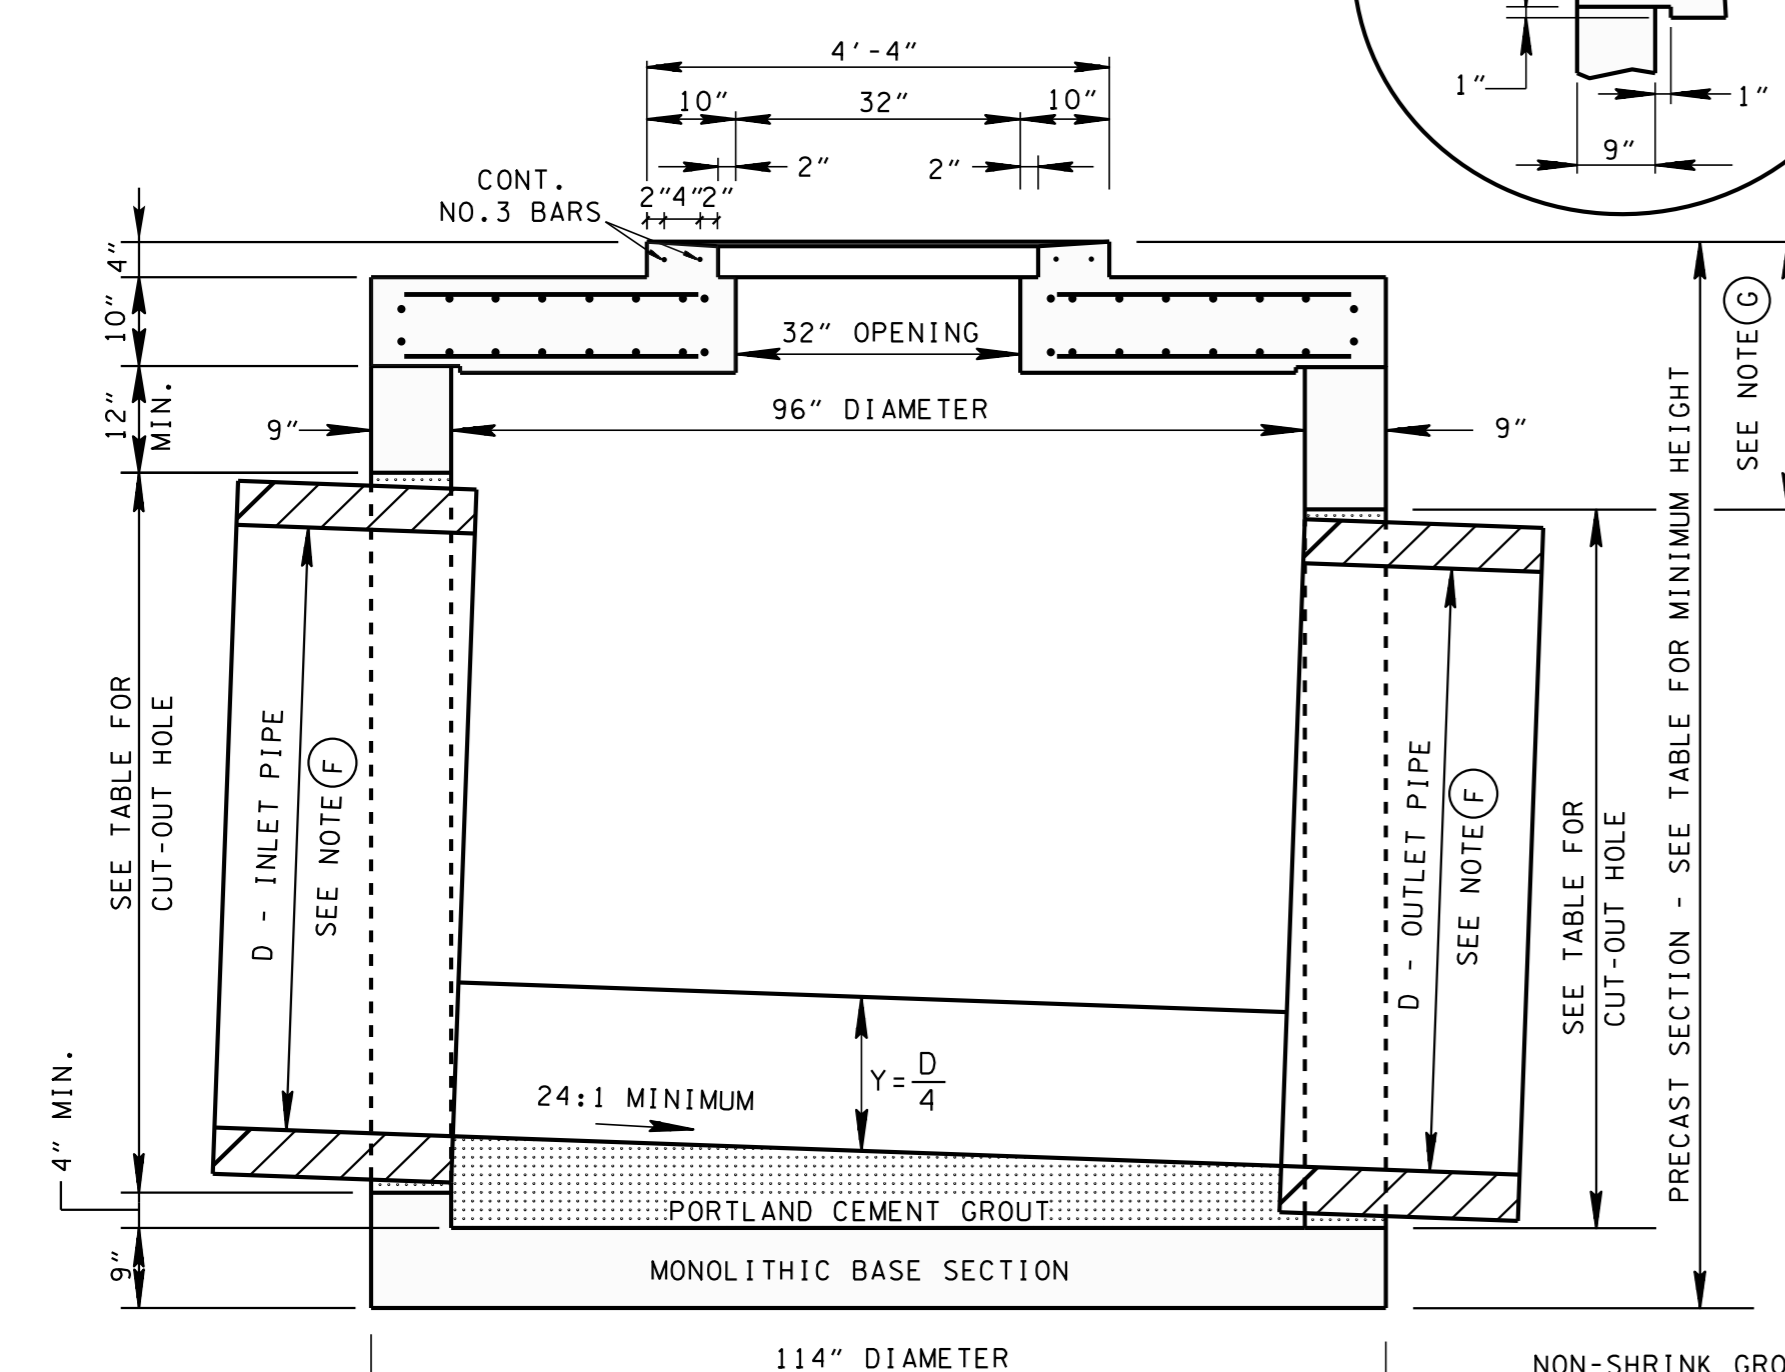 4'-4"
10" 32" 10"
2" 2"
CONT.
NO.3 BARS
2"4"2"
1"
1"
9"
4"
10"
12"
MIN.
32" OPENING
96" DIAMETER
9"
9"
SEE NOTE G
SEE TABLE FOR
CUT-OUT HOLE
D - INLET PIPE
SEE NOTE F
D - OUTLET PIPE
SEE NOTE F
SEE TABLE FOR
CUT-OUT HOLE
PRECAST SECTION - SEE TABLE FOR MINIMUM HEIGHT
4" MIN.
24:1 MINIMUM
Y=D/4
PORTLAND CEMENT GROUT
9"
MONOLITHIC BASE SECTION
114" DIAMETER
NON-SHRINK GRO